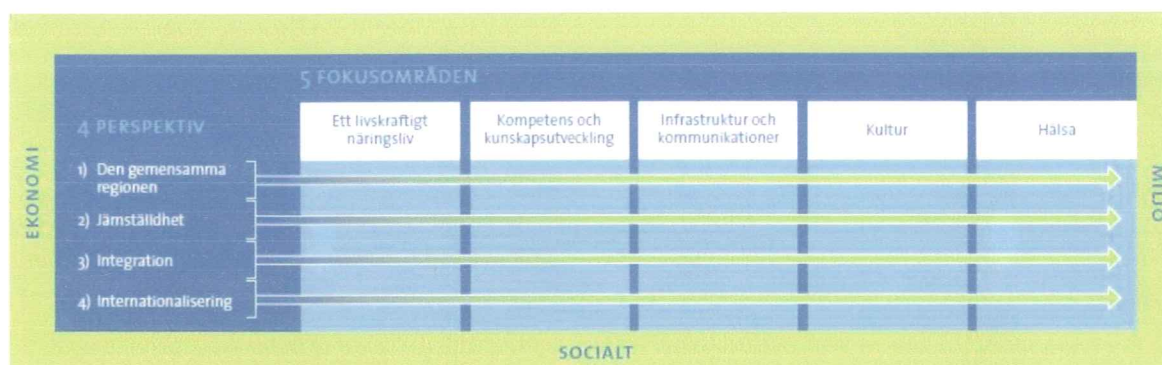 5 FOKUSOMRÅDEN
4 PERSPEKTIV
Ett livskraftigt
näringsliv
Kompetens och
kunskapsutveckling
Infrastruktur och
kommunikationer
Kultur
Hälsa
1) Den gemensamma
regionen
2) Jämställdhet
3) Integration
4) Internationalisering
EKONOMI
MILJÖ
SOCIALT